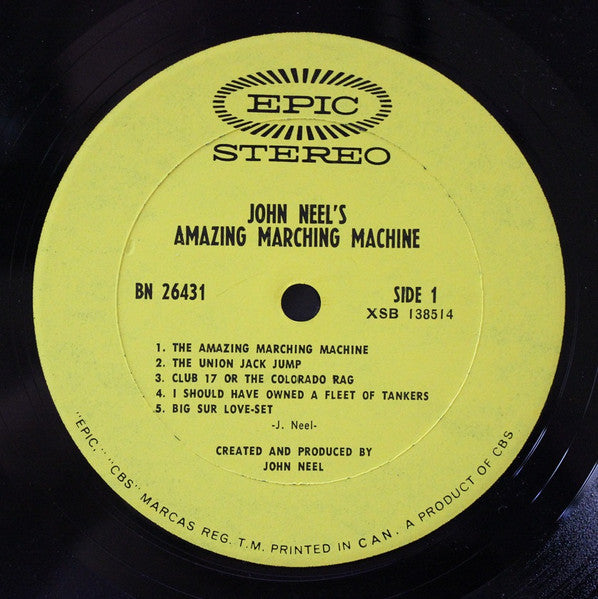 EPIC
STEREO
JOHN NEEL'S
AMAZING MARCHING MACHINE
BN 26431
SIDE 1
XSB 138514
1. THE AMAZING MARCHING MACHINE
2. THE UNION JACK JUMP
3. CLUB 17 OR THE COLORADO RAG
4. I SHOULD HAVE OWNED A FLEET OF TANKERS
5. BIG SUR LOVE-SET
-J. Neel-
CREATED AND PRODUCED BY
JOHN NEEL
"EPIC," "CBS" MARCAS REG. T.M. PRINTED IN CAN. A PRODUCT OF CBS